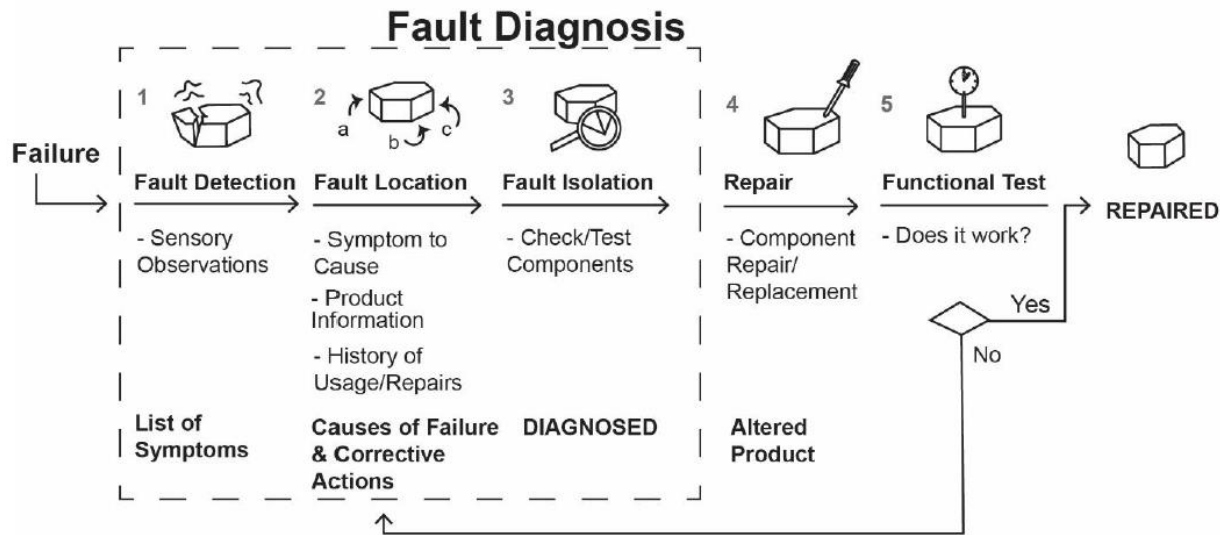 Fault Diagnosis
Failure
1
a
b
c
2
3
4
5
Fault Detection
- Sensory
Observations
List of
Symptoms
Fault Location
- Symptom to
Cause
- Product
Information
- History of
Usage/Repairs
Causes of Failure
& Corrective
Actions
Fault Isolation
- Check/Test
Components
DIAGNOSED
Repair
- Component
Repair/
Replacement
Altered
Product
Functional Test
- Does it work?
Yes
No
REPAIRED